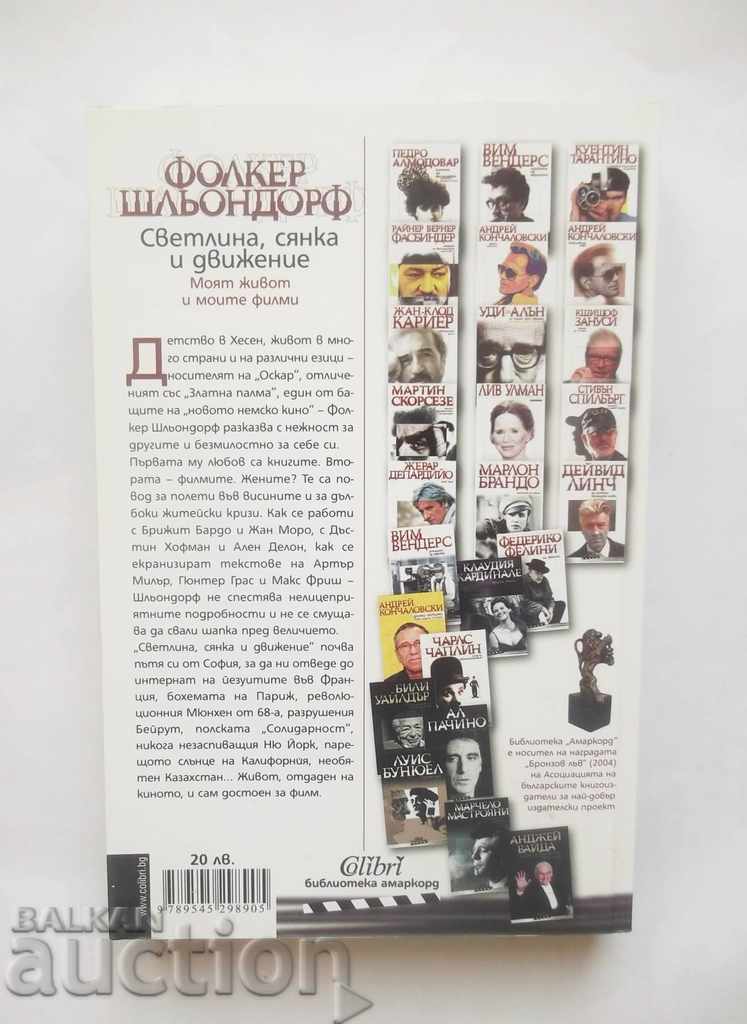 ФОЛКЕР
ШЛЬОНДОРФ
Светлина, сянка
и движение
Моят живот
и моите филми
Детство в Хесен, живот в мно-
го страни и на различни езици –
носителят на „Оскар", отличе-
ният със „Златна палма", един от ба-
щите на „новото немско кино" – Фол-
кер Шльондорф разказва с нежност за
другите и безмилостно за себе си.
Първата му любов са книгите. Вто-
рата – филмите. Жените? Те са по-
вод за полети във висините и за дъл-
боки житейски кризи. Как се работи
с Брижит Бардо и Жан Моро, с Дъс-
тин Хофман и Ален Делон, как се
екранизират текстове на Артър
Милър, Гюнтер Грас и Макс Фриш –
Шльондорф не спестява нелицепри-
ятните подробности и не се смуща-
ва да свали шапка пред величието.
„Светлина, сянка и движение" почва
пътя си от София, за да ни отведе до
интернат на йезуитите във Фран-
ция, бохемата на Париж, револю-
ционния Мюнхен от 68-а, разрушения
Бейрут, полската „Солидарност",
никога незаспиващия Ню Йорк, паре-
щото слънце на Калифорния, необя-
тен Казахстан... Живот, отдаден на
киното, и сам достоен за филм.
www.colibri.bg
20 лв.
9 789545 298905
Colibri
библиотека амаркорд
ПЕДРО
АЛМОДОВАР
ВИМ
ВЕНДЕРС
КУЕНТИН
ТАРАНТИНО
РАЙНЕР ВЕРНЕР
ФАСБИНДЕР
АНДРЕЙ
КОНЧАЛОВСКИ
АНДРЕЙ
КОНЧАЛОВСКИ
ЖАН-КЛОД
КАРИЕР
УДИ АЛЪН
КШИЩОФ
ЗАНУСИ
МАРТИН
СКОРСЕЗЕ
ЛИВ УЛМАН
СТИВЪН
СПИЛБЪРГ
ЖЕРАР
ДЕПАРДИЙО
МАРЛОН
БРАНДО
ДЕЙВИД
ЛИНЧ
ВИМ
ВЕНДЕРС
КЛАУДИЯ
КАРДИНАЛЕ
ФЕДЕРИКО
ФЕЛИНИ
АНДРЕЙ
КОНЧАЛОВСКИ
ЧАРЛС
ЧАПЛИН
БИЛИ
УАЙЛДЪР
АЛ
ПАЧИНО
ЛУИС
БУНЮЕЛ
МАРЧЕЛО
МАСТРОЯНИ
АНДЖЕЙ
ВАЙДА
Библиотека „Амаркорд"
е носител на наградата
„Бронзов лъв" (2004)
на Асоциацията на
българските книгоиз-
датели за най-добър
издателски проект
BALKAN
auction